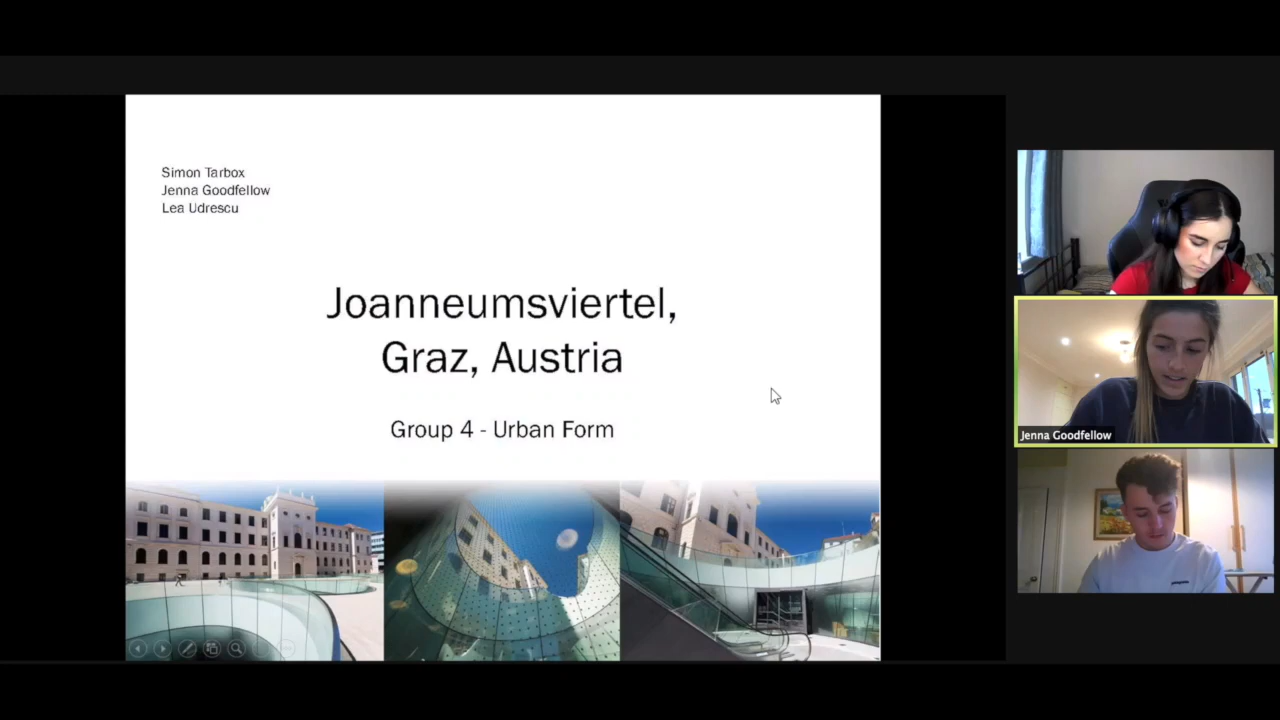 Simon Tarbox
Jenna Goodfellow
Lea Udrescu
Joanneumsviertel,
Graz, Austria
Group 4 - Urban Form
Jenna Goodfellow